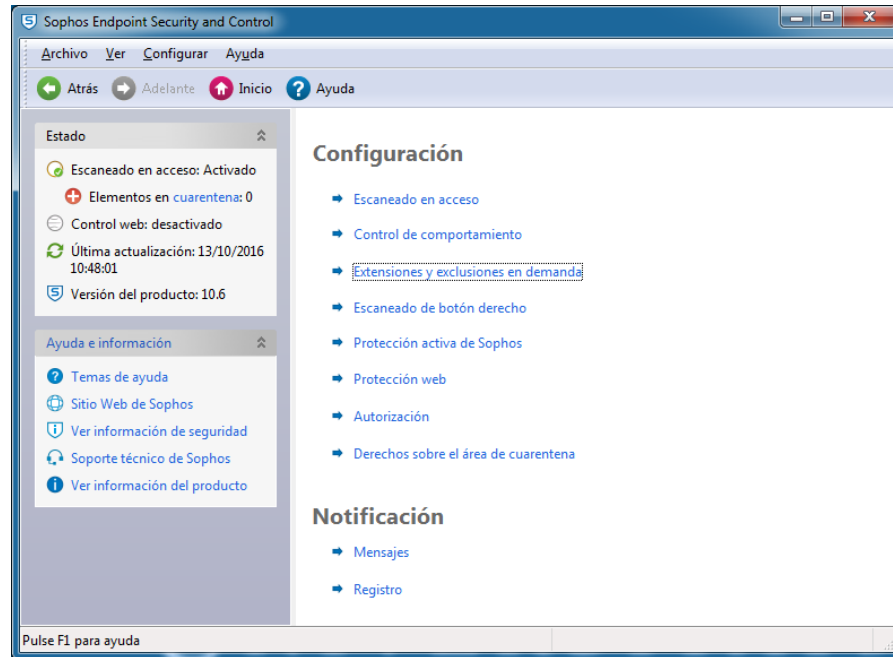 Sophos Endpoint Security and Control
Archivo Ver Configurar Ayuda
Atrás Adelante Inicio Ayuda
Estado
Escaneado en acceso: Activado
Elementos en cuarentena: 0
Control web: desactivado
Última actualización: 13/10/2016
10:48:01
Versión del producto: 10.6
Ayuda e información
Temas de ayuda
Sitio Web de Sophos
Ver información de seguridad
Soporte técnico de Sophos
Ver información del producto
Configuración
Escaneado en acceso
Control de comportamiento
Extensiones y exclusiones en demanda
Escaneado de botón derecho
Protección activa de Sophos
Protección web
Autorización
Derechos sobre el área de cuarentena
Notificación
Mensajes
Registro
Pulse F1 para ayuda